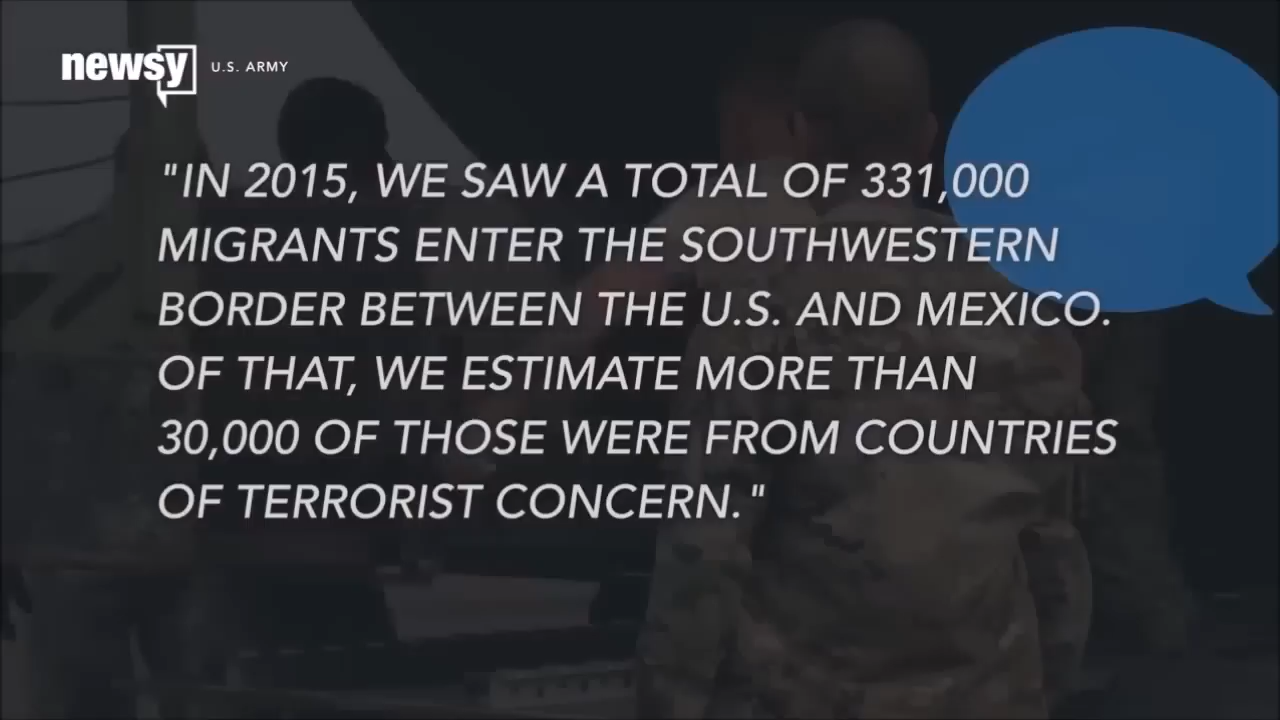 newsy
U.S. ARMY
"IN 2015, WE SAW A TOTAL OF 331,000
MIGRANTS ENTER THE SOUTHWESTERN
BORDER BETWEEN THE U.S. AND MEXICO.
OF THAT, WE ESTIMATE MORE THAN
30,000 OF THOSE WERE FROM COUNTRIES
OF TERRORIST CONCERN."